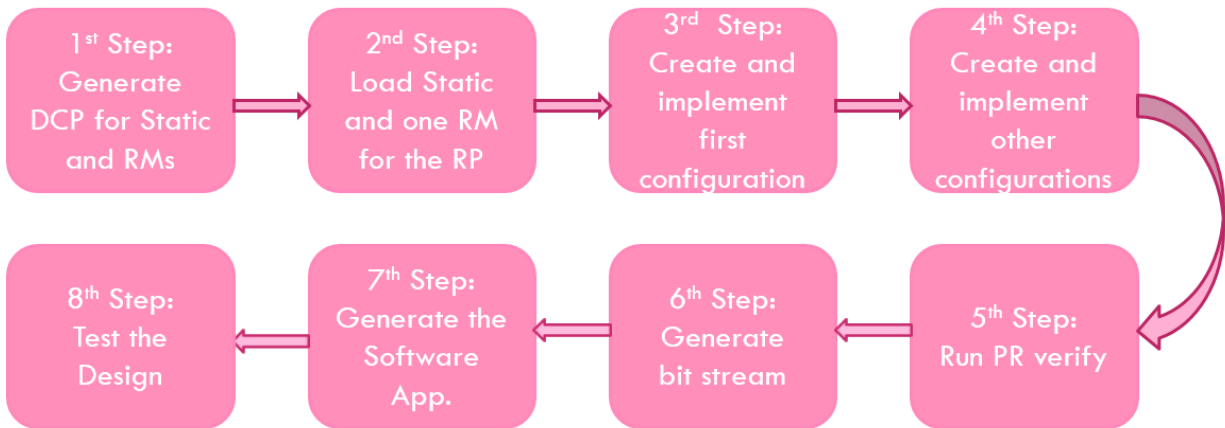 1st Step:
Generate
DCP for Static
and RMs
2nd Step:
Load Static
and one RM
for the RP
3rd Step:
Create and
implement
first
configuration
4th Step:
Create and
implement
other
configurations
5th Step:
Run PR verify
6th Step:
Generate
bit stream
7th Step:
Generate the
Software
App.
8th Step:
Test the
Design